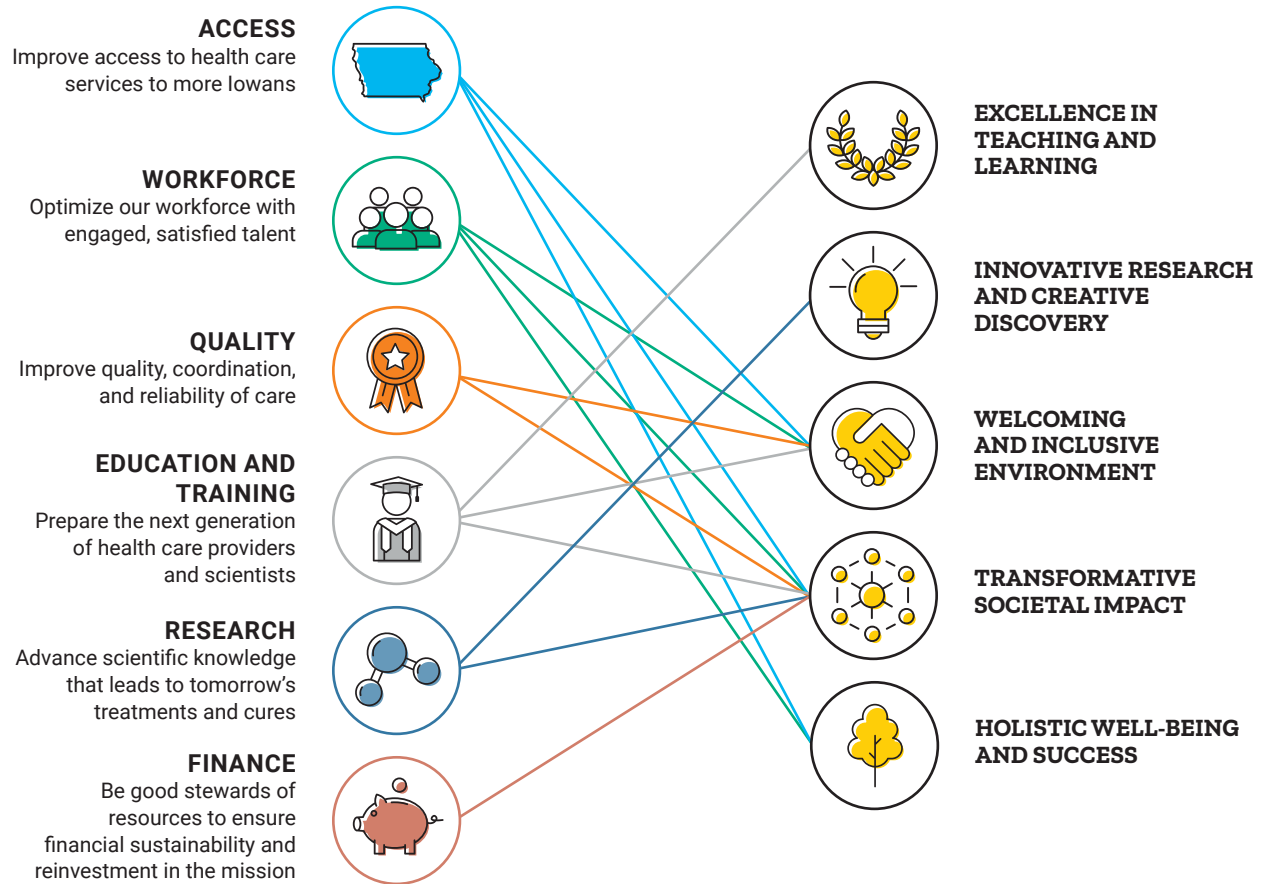 ACCESS
Improve access to health care
services to more Iowans
WORKFORCE
Optimize our workforce with
engaged, satisfied talent
QUALITY
Improve quality, coordination,
and reliability of care
EDUCATION AND
TRAINING
Prepare the next generation
of health care providers
and scientists
RESEARCH
Advance scientific knowledge
that leads to tomorrow’s
treatments and cures
FINANCE
Be good stewards of
resources to ensure
financial sustainability and
reinvestment in the mission
EXCELLENCE IN
TEACHING AND
LEARNING
INNOVATIVE RESEARCH
AND CREATIVE
DISCOVERY
WELCOMING
AND INCLUSIVE
ENVIRONMENT
TRANSFORMATIVE
SOCIETAL IMPACT
HOLISTIC WELL-BEING
AND SUCCESS